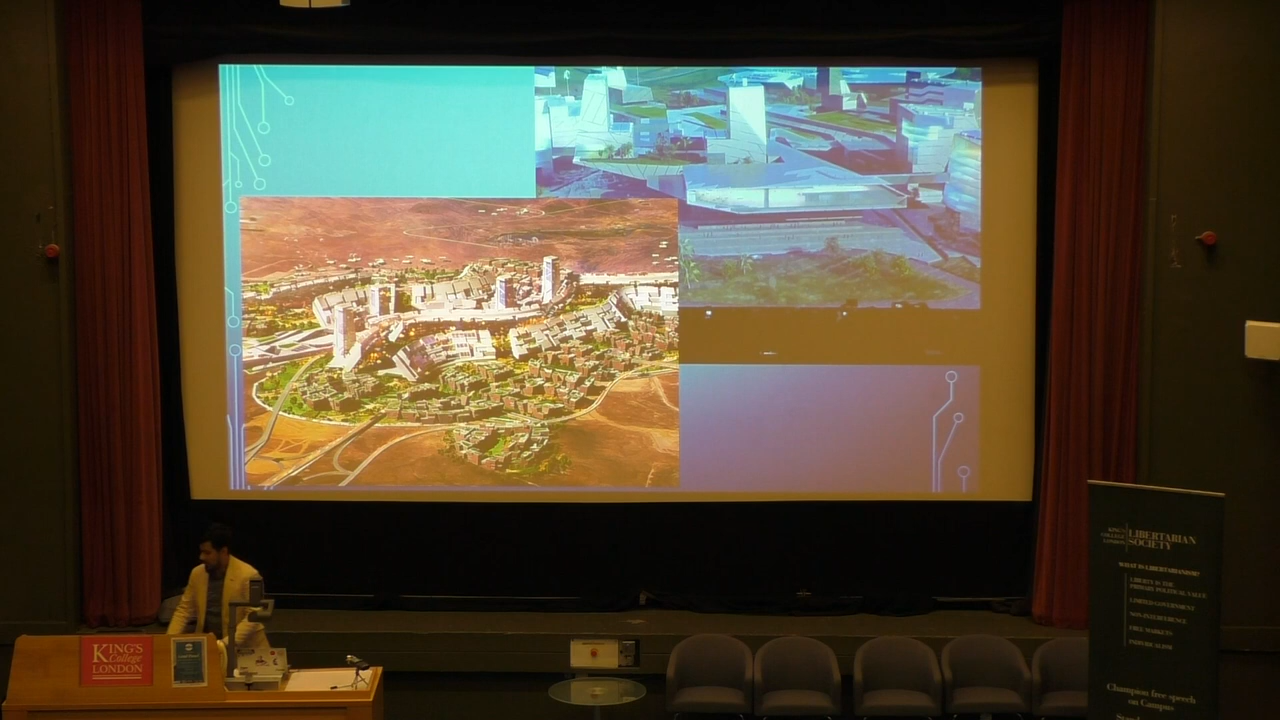 KING'S
College
LONDON
KING'S
COLLEGE
LONDON
LIBERTARIAN
SOCIETY
WHAT IS LIBERTARIANISM?
LIBERTY IS THE
PRIMARY POLITICAL VALUE
LIMITED GOVERNMENT
NON-INTERFERENCE
FREE MARKETS
Champion free speech
on Campus